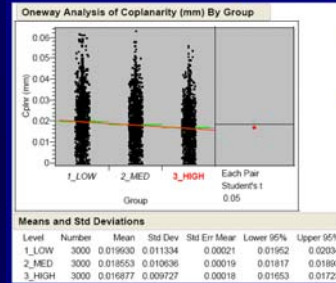 Oneway Analysis of Coplanarity (mm) By Group
Cplnr (mm)
0.06
0.05
0.04
0.03
0.02
0.01
0
1_LOW 2_MED 3_HIGH
Group
Each Pair
Student's t
0.05
Means and Std Deviations
Level Number Mean Std Dev Std Err Mean Lower 95% Upper 95%
1_LOW 3000 0.019930 0.011334 0.00021 0.01952
2_MED 3000 0.018553 0.010636 0.00019 0.01817
3_HIGH 3000 0.016877 0.009727 0.00018 0.01653